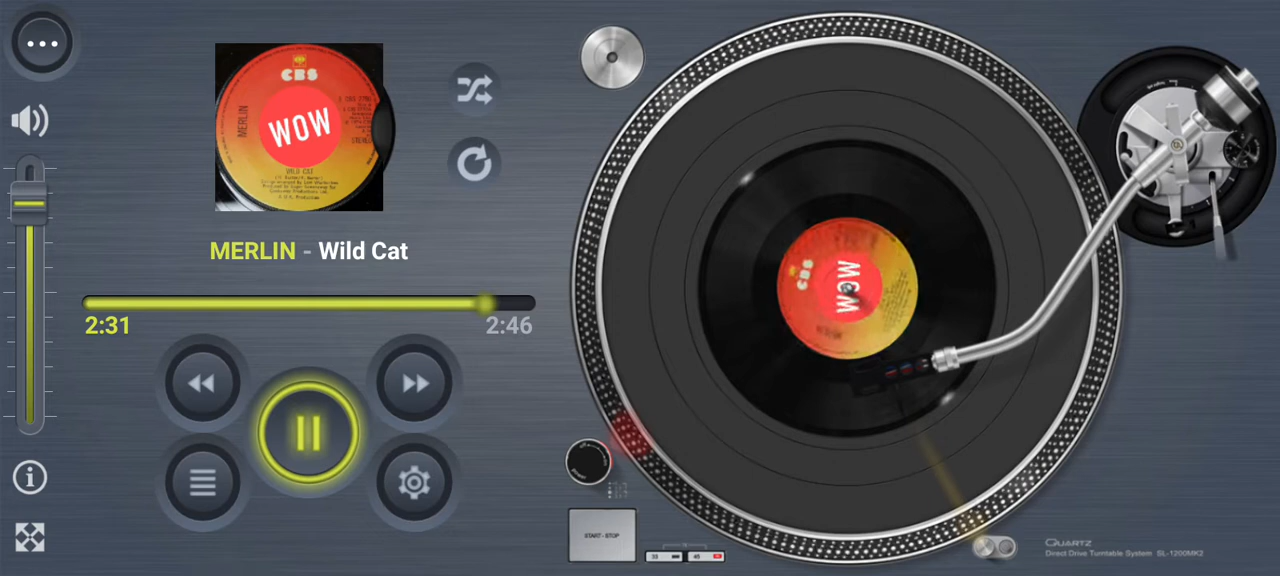 CBS
MERLIN
WOW
STEREO
WILD CAT
MERLIN - Wild Cat
2:31
2:46
CBS
WOW
START - STOP
33
45
QUARTZ
Direct Drive Turntable System SL-1200MK2